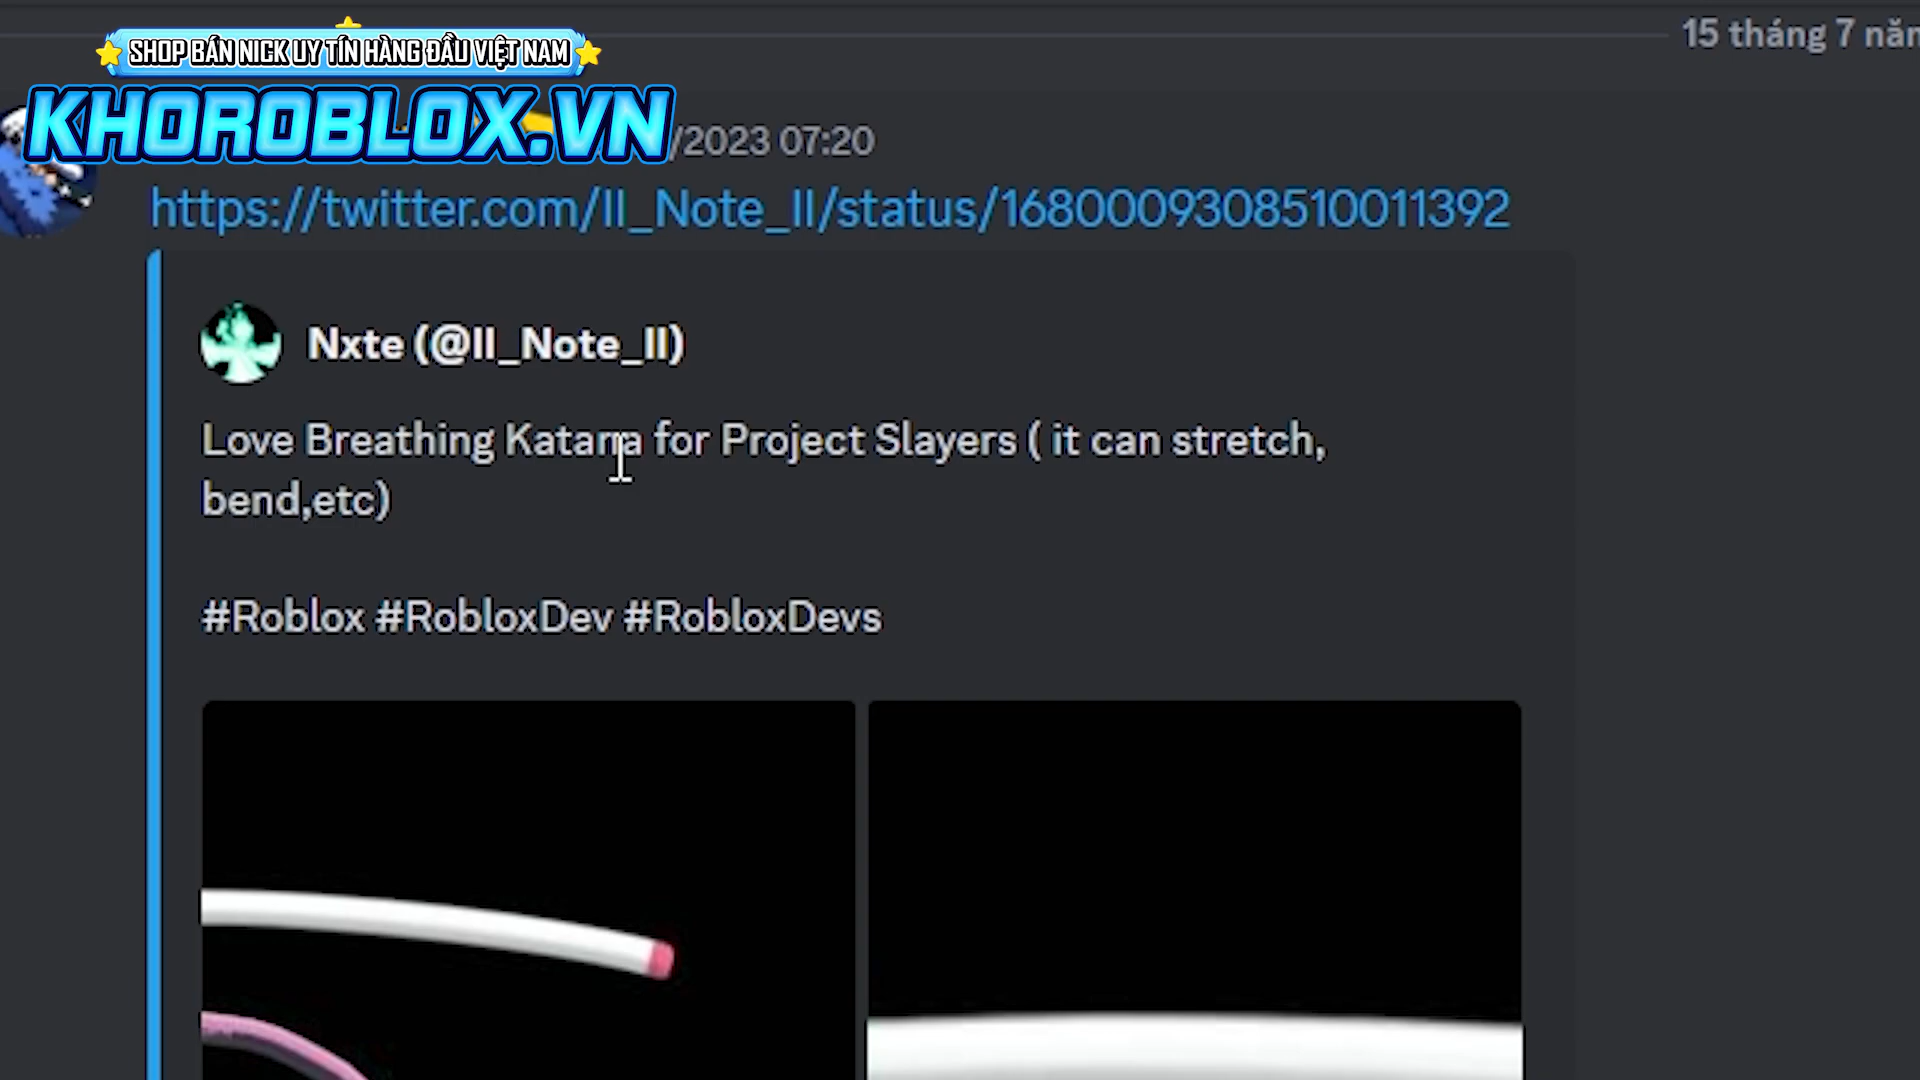 15 tháng 7
SHOP BÁN NICK UY TÍN HÀNG ĐẦU VIỆT NAM
KHOROBLOX.VN
/2023 07:20
https://twitter.com/II_Note_II/status/1680009308510011392
Nxte (@II_Note_II)
Love Breathing Katana for Project Slayers ( it can stretch,
bend,etc)
#Roblox #RobloxDev #RobloxDevs